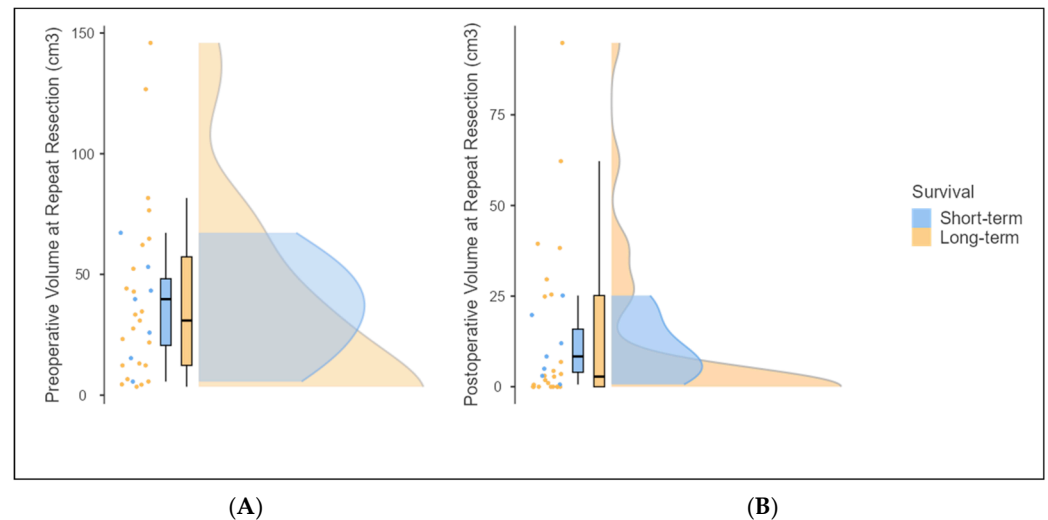 Preoperative Volume at Repeat Resection (cm3)
150
100
50
0
Postoperative Volume at Repeat Resection (cm3)
75
50
25
0
Survival
Short-term
Long-term
(A)
(B)